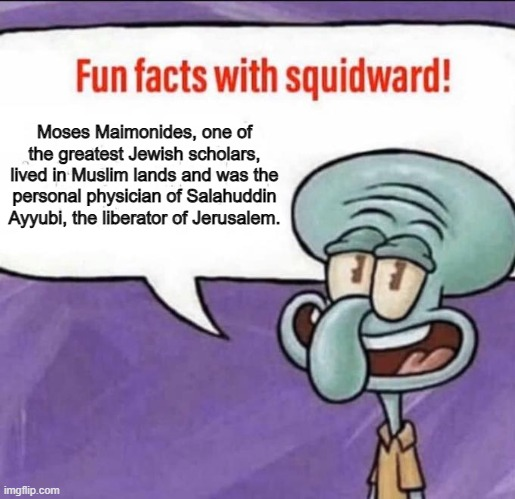 Fun facts with squidward!
Moses Maimonides, one of
the greatest Jewish scholars,
lived in Muslim lands and was the
personal physician of Salahuddin
Ayyubi, the liberator of Jerusalem.
imgflip.com